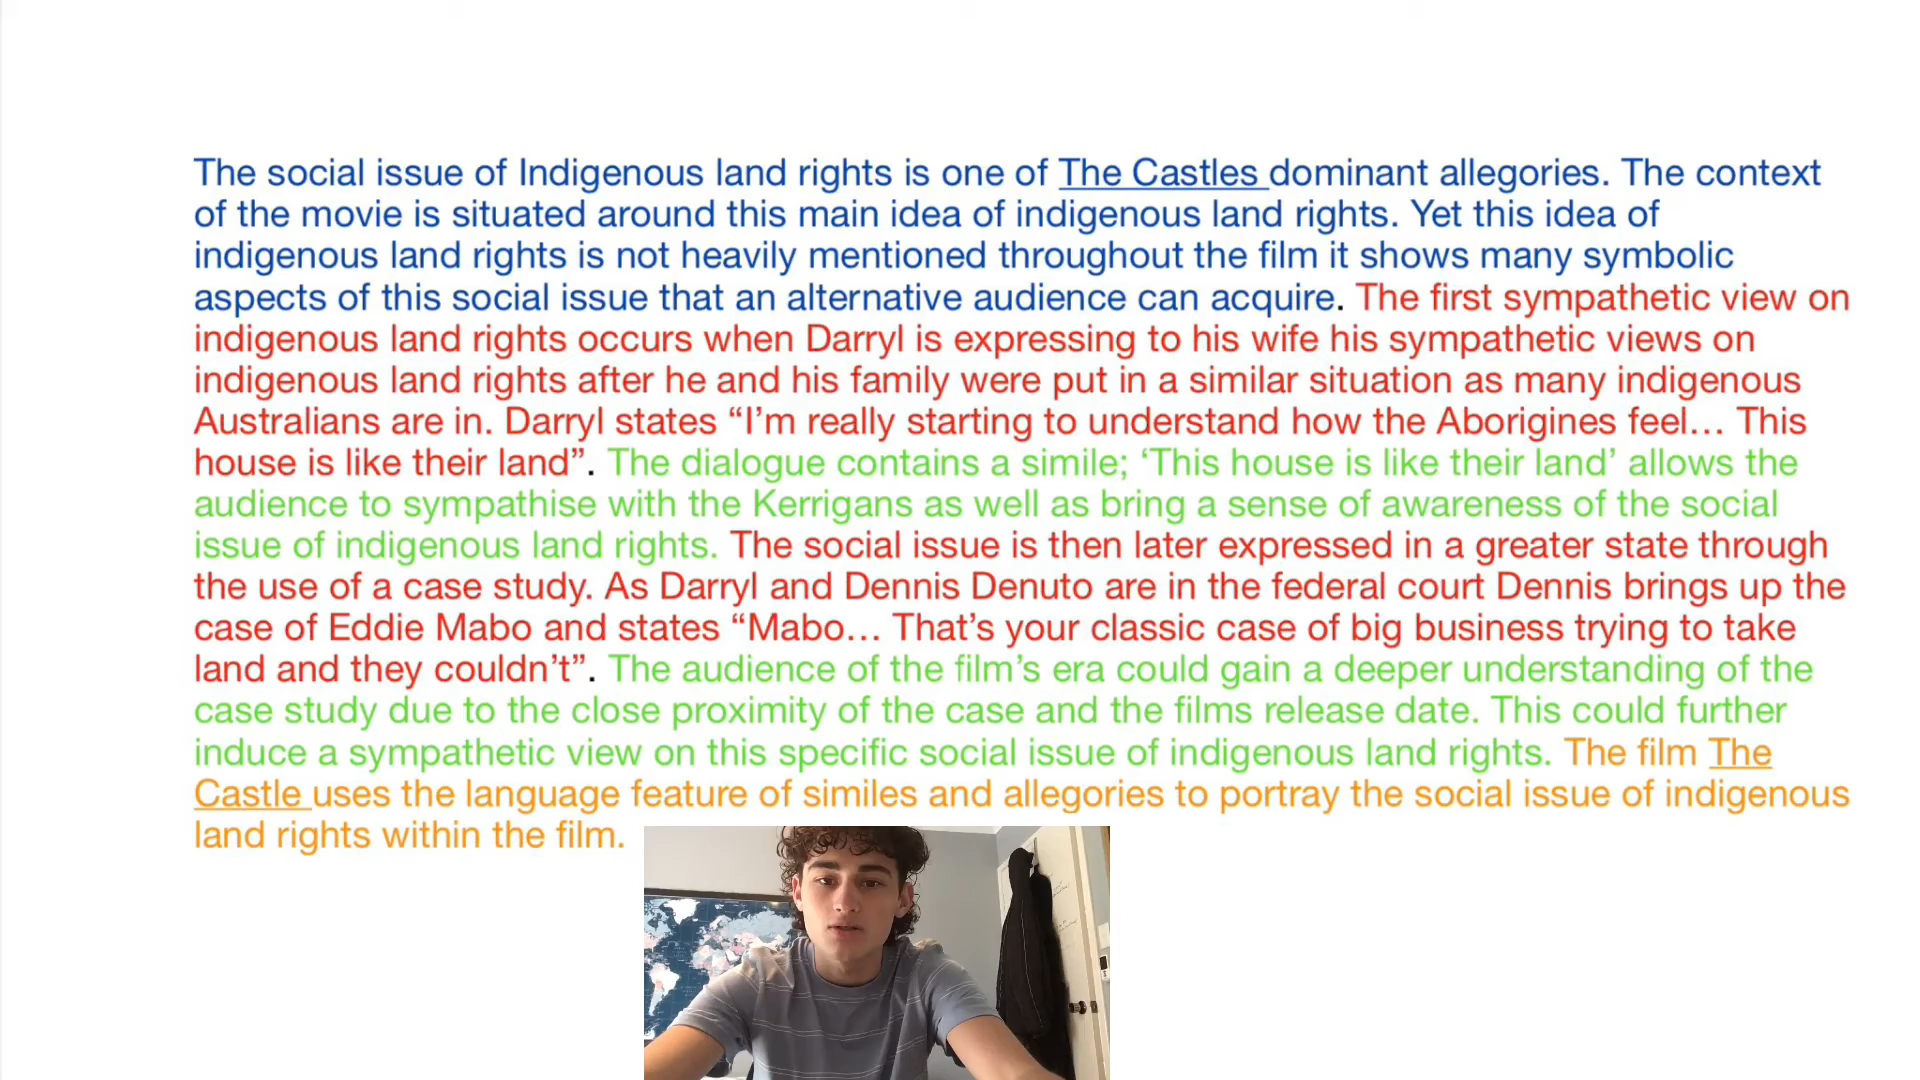 The social issue of Indigenous land rights is one of The Castles dominant allegories. The context
of the movie is situated around this main idea of indigenous land rights. Yet this idea of
indigenous land rights is not heavily mentioned throughout the film it shows many symbolic
aspects of this social issue that an alternative audience can acquire. The first sympathetic view on
indigenous land rights occurs when Darryl is expressing to his wife his sympathetic views on
indigenous land rights after he and his family were put in a similar situation as many indigenous
Australians are in. Darryl states “I’m really starting to understand how the Aborigines feel… This
house is like their land”. The dialogue contains a simile; ‘This house is like their land’ allows the
audience to sympathise with the Kerrigans as well as bring a sense of awareness of the social
issue of indigenous land rights. The social issue is then later expressed in a greater state through
the use of a case study. As Darryl and Dennis Denuto are in the federal court Dennis brings up the
case of Eddie Mabo and states “Mabo… That’s your classic case of big business trying to take
land and they couldn’t”. The audience of the film’s era could gain a deeper understanding of the
case study due to the close proximity of the case and the films release date. This could further
induce a sympathetic view on this specific social issue of indigenous land rights. The film The
Castle uses the language feature of similes and allegories to portray the social issue of indigenous
land rights within the film.